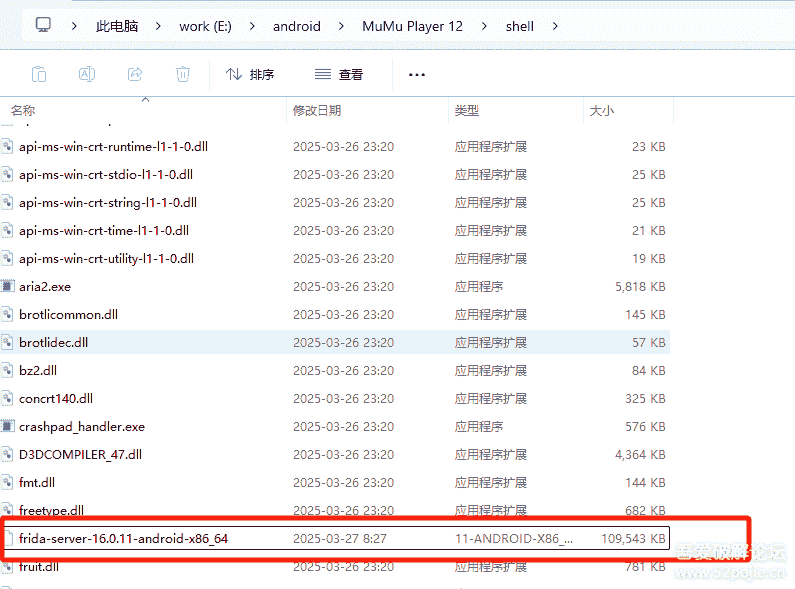 此电脑 > work (E:) > android > MuMu Player 12 > shell >
排序 查看 ...
名称 修改日期 类型 大小
api-ms-win-crt-runtime-l1-1-0.dll 2025-03-26 23:20 应用程序扩展 23 KB
api-ms-win-crt-stdio-l1-1-0.dll 2025-03-26 23:20 应用程序扩展 25 KB
api-ms-win-crt-string-l1-1-0.dll 2025-03-26 23:20 应用程序扩展 25 KB
api-ms-win-crt-time-l1-1-0.dll 2025-03-26 23:20 应用程序扩展 21 KB
api-ms-win-crt-utility-l1-1-0.dll 2025-03-26 23:20 应用程序扩展 19 KB
aria2.exe 2025-03-26 23:20 应用程序 5,818 KB
brotlicommon.dll 2025-03-26 23:20 应用程序扩展 145 KB
brotlidec.dll 2025-03-26 23:20 应用程序扩展 57 KB
bz2.dll 2025-03-26 23:20 应用程序扩展 84 KB
concrt140.dll 2025-03-26 23:20 应用程序扩展 325 KB
crashpad_handler.exe 2025-03-26 23:20 应用程序 576 KB
D3DCOMPILER_47.dll 2025-03-26 23:20 应用程序扩展 4,364 KB
fmt.dll 2025-03-26 23:20 应用程序扩展 144 KB
freetype.dll 2025-03-26 23:20 应用程序扩展 682 KB
frida-server-16.0.11-android-x86_64 2025-03-27 8:27 11-ANDROID-X86_... 109,543 KB
fruit.dll 2025-03-26 23:20 应用程序扩展 781 KB
吾爱破解论坛
www.52pojie.cn